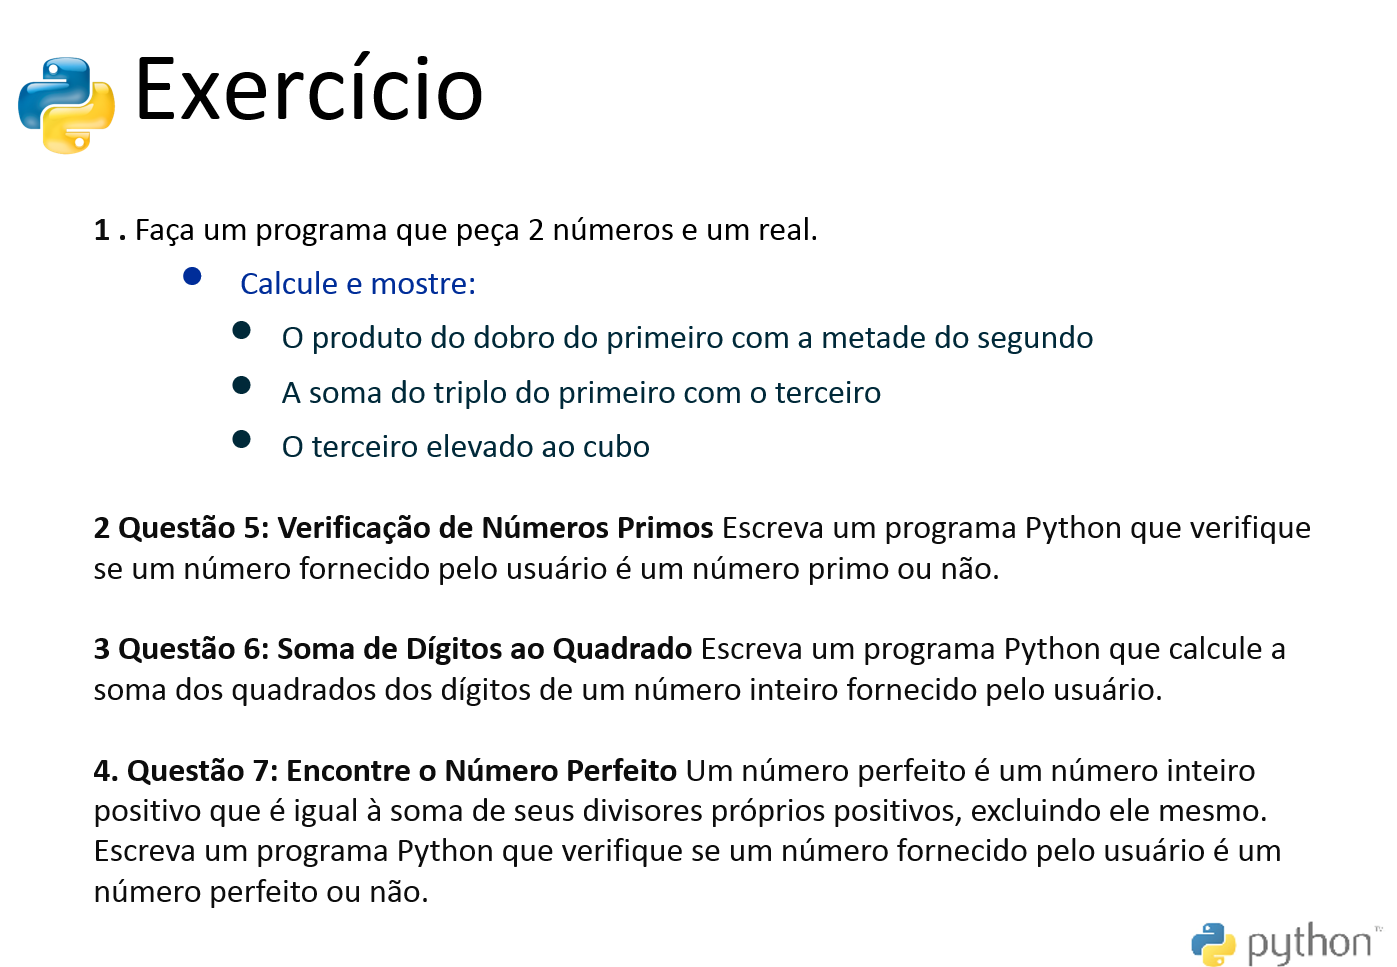 Exercício
1 . Faça um programa que peça 2 números e um real.
• Calcule e mostre:
• O produto do dobro do primeiro com a metade do segundo
• A soma do triplo do primeiro com o terceiro
• O terceiro elevado ao cubo
2 Questão 5: Verificação de Números Primos Escreva um programa Python que verifique
se um número fornecido pelo usuário é um número primo ou não.
3 Questão 6: Soma de Dígitos ao Quadrado Escreva um programa Python que calcule a
soma dos quadrados dos dígitos de um número inteiro fornecido pelo usuário.
4. Questão 7: Encontre o Número Perfeito Um número perfeito é um número inteiro
positivo que é igual à soma de seus divisores próprios positivos, excluindo ele mesmo.
Escreva um programa Python que verifique se um número fornecido pelo usuário é um
número perfeito ou não.
python™